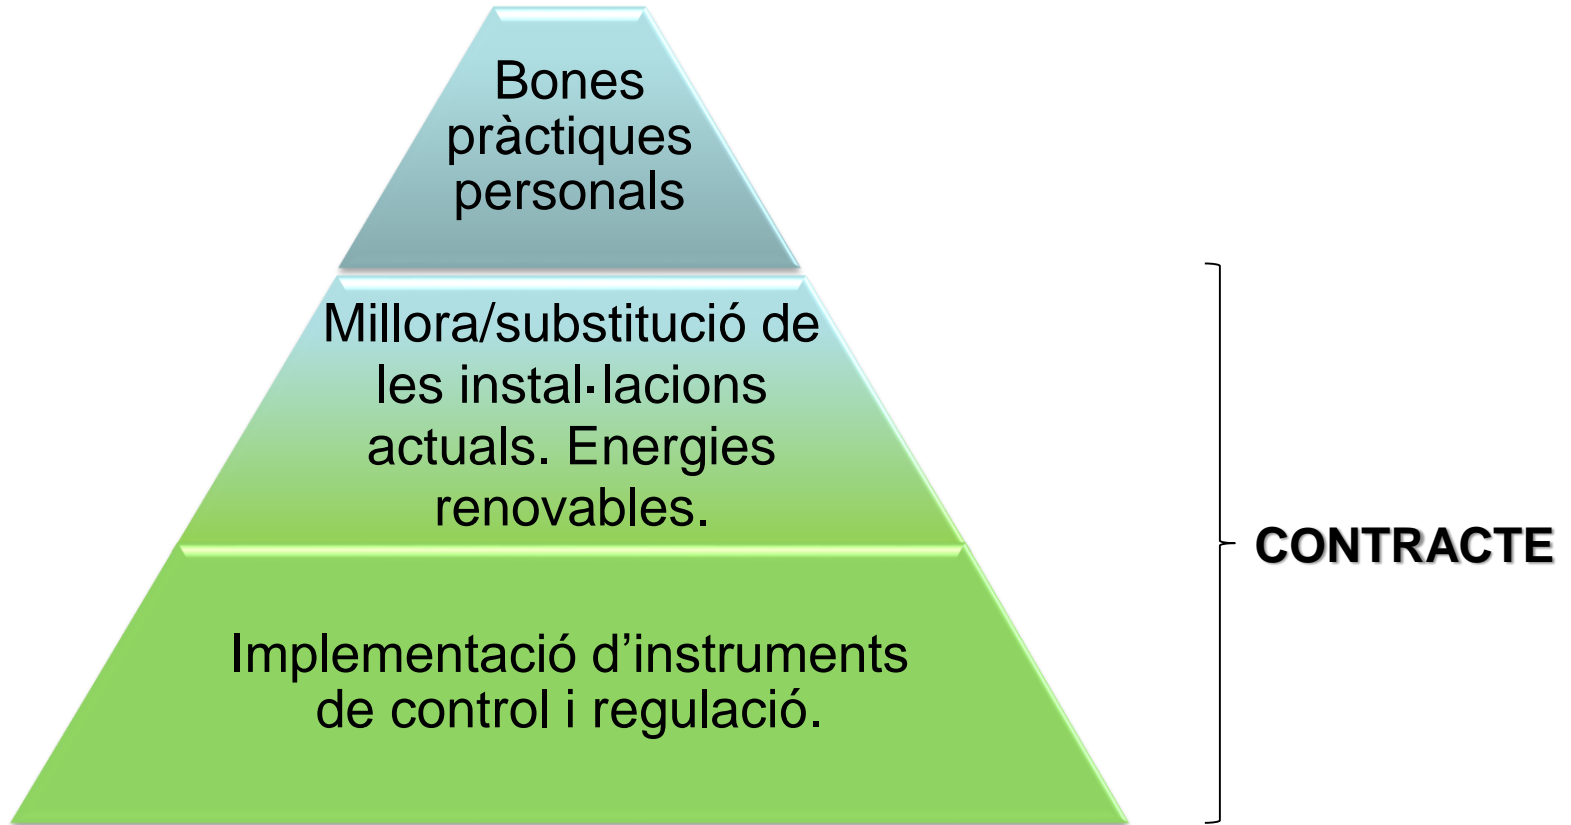 Bones
pràctiques
personals
Millora/substitució de
les instal·lacions
actuals. Energies
renovables.
CONTRACTE
Implementació d’instruments
de control i regulació.